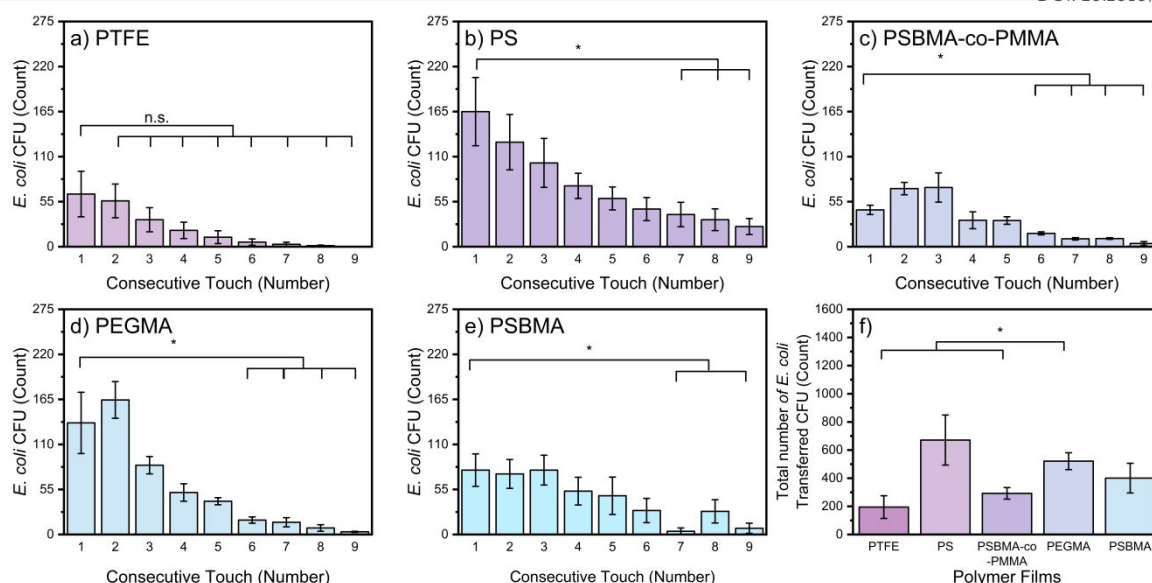 a) PTFE
275
220
165
110
55
0
E. coli CFU (Count)
n.s.
1 2 3 4 5 6 7 8 9
Consecutive Touch (Number)
b) PS
275
220
165
110
55
0
E. coli CFU (Count)
*
1 2 3 4 5 6 7 8 9
Consecutive Touch (Number)
c) PSBMA-co-PMMA
275
220
165
110
55
0
E. coli CFU (Count)
*
1 2 3 4 5 6 7 8 9
Consecutive Touch (Number)
d) PEGMA
275
220
165
110
55
0
E. coli CFU (Count)
*
1 2 3 4 5 6 7 8 9
Consecutive Touch (Number)
e) PSBMA
275
220
165
110
55
0
E. coli CFU (Count)
*
1 2 3 4 5 6 7 8 9
Consecutive Touch (Number)
f)
1600
1400
1200
1000
800
600
400
200
0
Total number of E. coli
Transferred CFU (Count)
*
PTFE PS PSBMA-co PEGMA PSBMA
-PMMA
Polymer Films